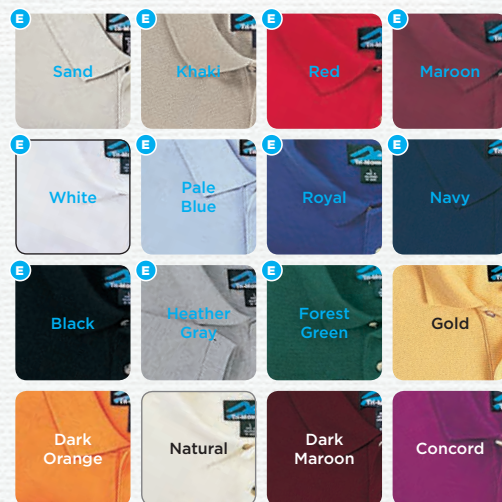 E E E E
Sand Khaki Red Maroon
E E E E
White Pale Blue Royal Navy
E E E
Black Heather Gray Forest Green Gold
Dark Orange Natural Dark Maroon Concord